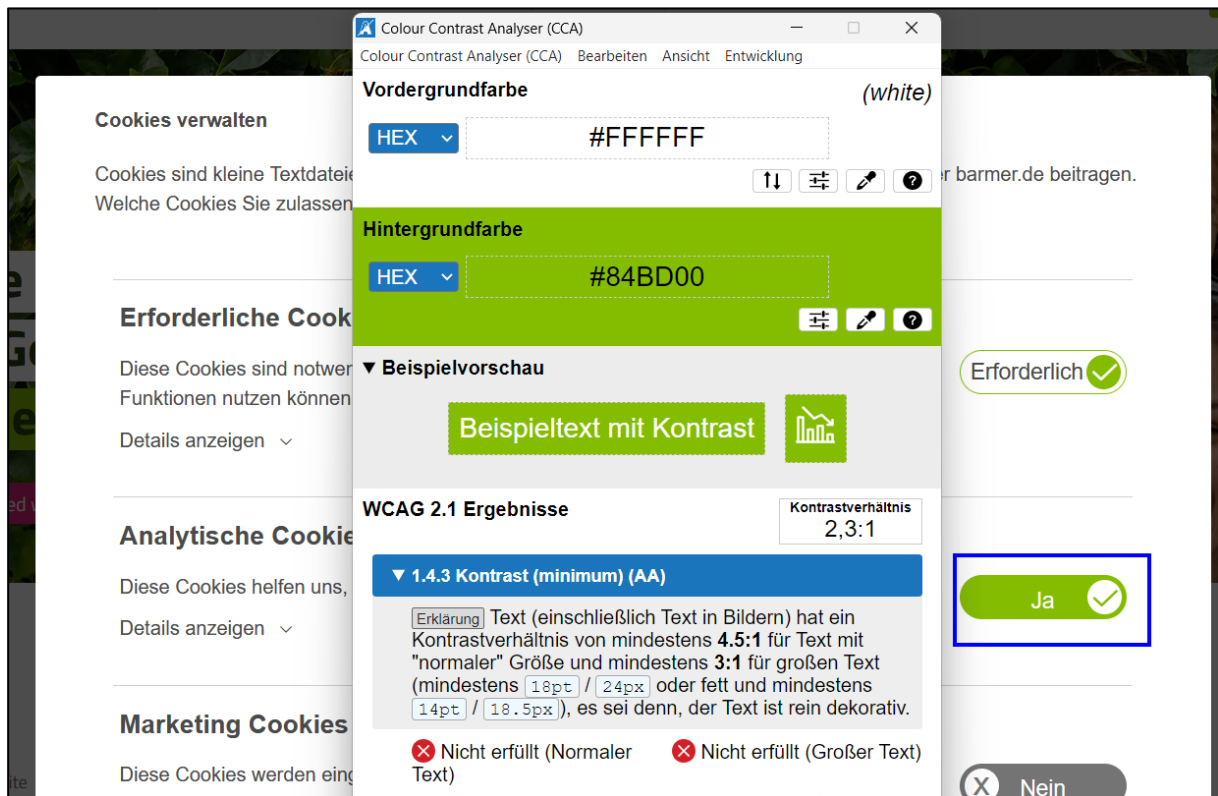 Colour Contrast Analyser (CCA)
Colour Contrast Analyser (CCA) Bearbeiten Ansicht Entwicklung
Vordergrundfarbe (white)
HEX #FFFFFF
Hintergrundfarbe
HEX #84BD00
Beispielvorschau
Beispieltext mit Kontrast
WCAG 2.1 Ergebnisse
Kontrastverhältnis
2,3:1
1.4.3 Kontrast (minimum) (AA)
Erklärung Text (einschließlich Text in Bildern) hat ein
Kontrastverhältnis von mindestens 4.5:1 für Text mit
"normaler" Größe und mindestens 3:1 für großen Text
(mindestens 18pt / 24px oder fett und mindestens
14pt / 18.5px), es sei denn, der Text ist rein dekorativ.
Nicht erfüllt (Normaler
Text)
Nicht erfüllt (Großer Text)
Cookies verwalten
Cookies sind kleine
barmer.de beitragen.
Welche Cookies Sie zulassen
Erforderliche
Diese Cookies sind
Funktionen nutzen können
Details anzeigen
Erforderlich
Analytische
Diese Cookies helfen uns,
Details anzeigen
Ja
Marketing Cookies
Diese Cookies werden
Nein